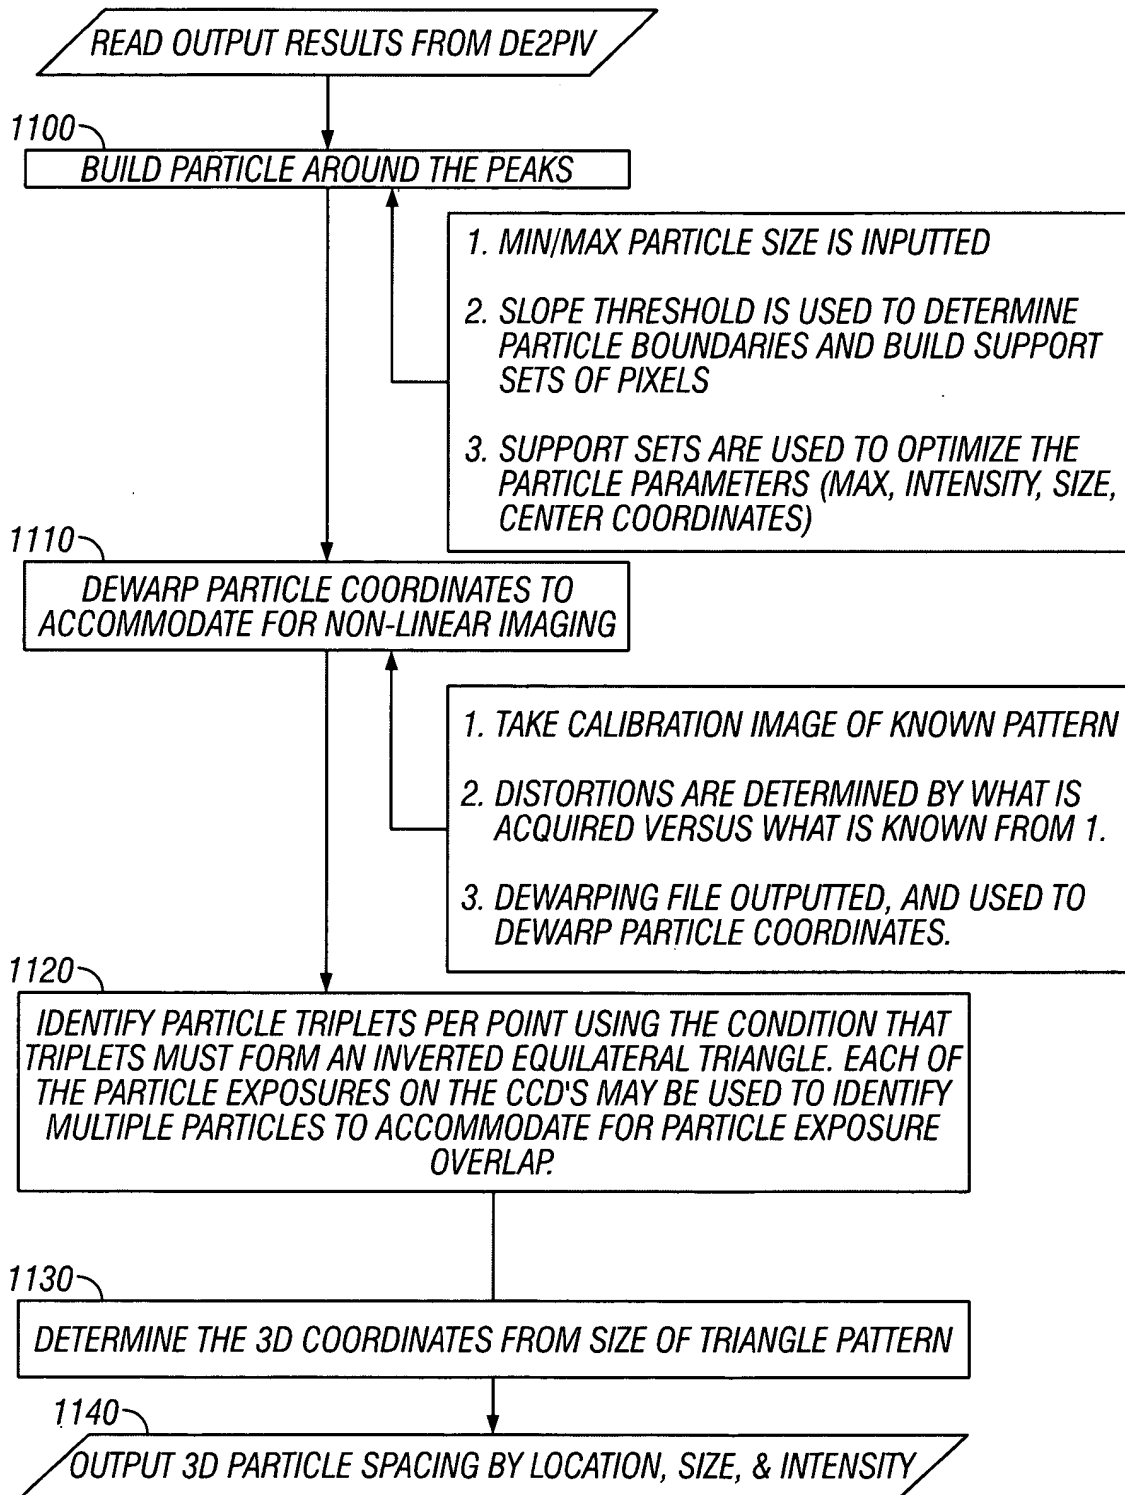 READ OUTPUT RESULTS FROM DE2PIV
1100
BUILD PARTICLE AROUND THE PEAKS
1. MIN/MAX PARTICLE SIZE IS INPUTTED
2. SLOPE THRESHOLD IS USED TO DETERMINE
PARTICLE BOUNDARIES AND BUILD SUPPORT
SETS OF PIXELS
3. SUPPORT SETS ARE USED TO OPTIMIZE THE
PARTICLE PARAMETERS (MAX, INTENSITY, SIZE,
CENTER COORDINATES)
1110
DEWARP PARTICLE COORDINATES TO
ACCOMMODATE FOR NON-LINEAR IMAGING
1. TAKE CALIBRATION IMAGE OF KNOWN PATTERN
2. DISTORTIONS ARE DETERMINED BY WHAT IS
ACQUIRED VERSUS WHAT IS KNOWN FROM 1.
3. DEWARPING FILE OUTPUTTED, AND USED TO
DEWARP PARTICLE COORDINATES.
1120
IDENTIFY PARTICLE TRIPLETS PER POINT USING THE CONDITION THAT
TRIPLETS MUST FORM AN INVERTED EQUILATERAL TRIANGLE. EACH OF
THE PARTICLE EXPOSURES ON THE CCD'S MAY BE USED TO IDENTIFY
MULTIPLE PARTICLES TO ACCOMMODATE FOR PARTICLE EXPOSURE
OVERLAP.
1130
DETERMINE THE 3D COORDINATES FROM SIZE OF TRIANGLE PATTERN
1140
OUTPUT 3D PARTICLE SPACING BY LOCATION, SIZE, & INTENSITY